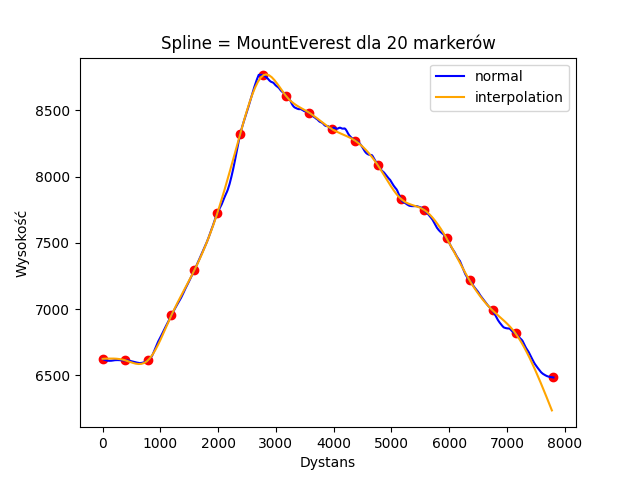 Spline = MountEverest dla 20 markerów
normal
interpolation
8500
8000
7500
7000
6500
Wysokość
0 1000 2000 3000 4000 5000 6000 7000 8000
Dystans